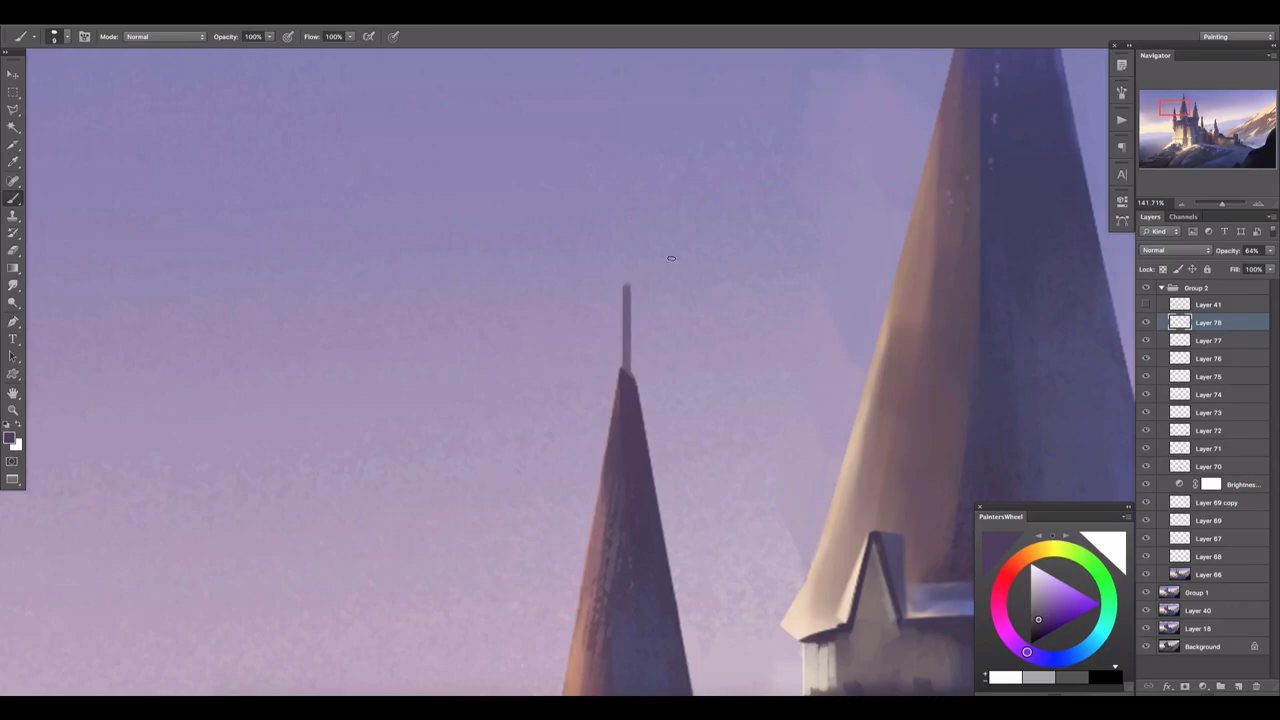 9 Mode: Normal Opacity: 100% Flow: 100% Painting
Navigator
141.71%
Layers Channels
Kind
Normal Opacity: 64%
Lock: Fill: 100%
Group 2
Layer 41
Layer 78
Layer 77
Layer 76
Layer 75
Layer 74
Layer 73
Layer 72
Layer 71
Layer 70
Brightnes...
Layer 69 copy
Layer 69
Layer 67
Layer 68
Layer 66
Group 1
Layer 40
Layer 18
Background
PaintersWheel